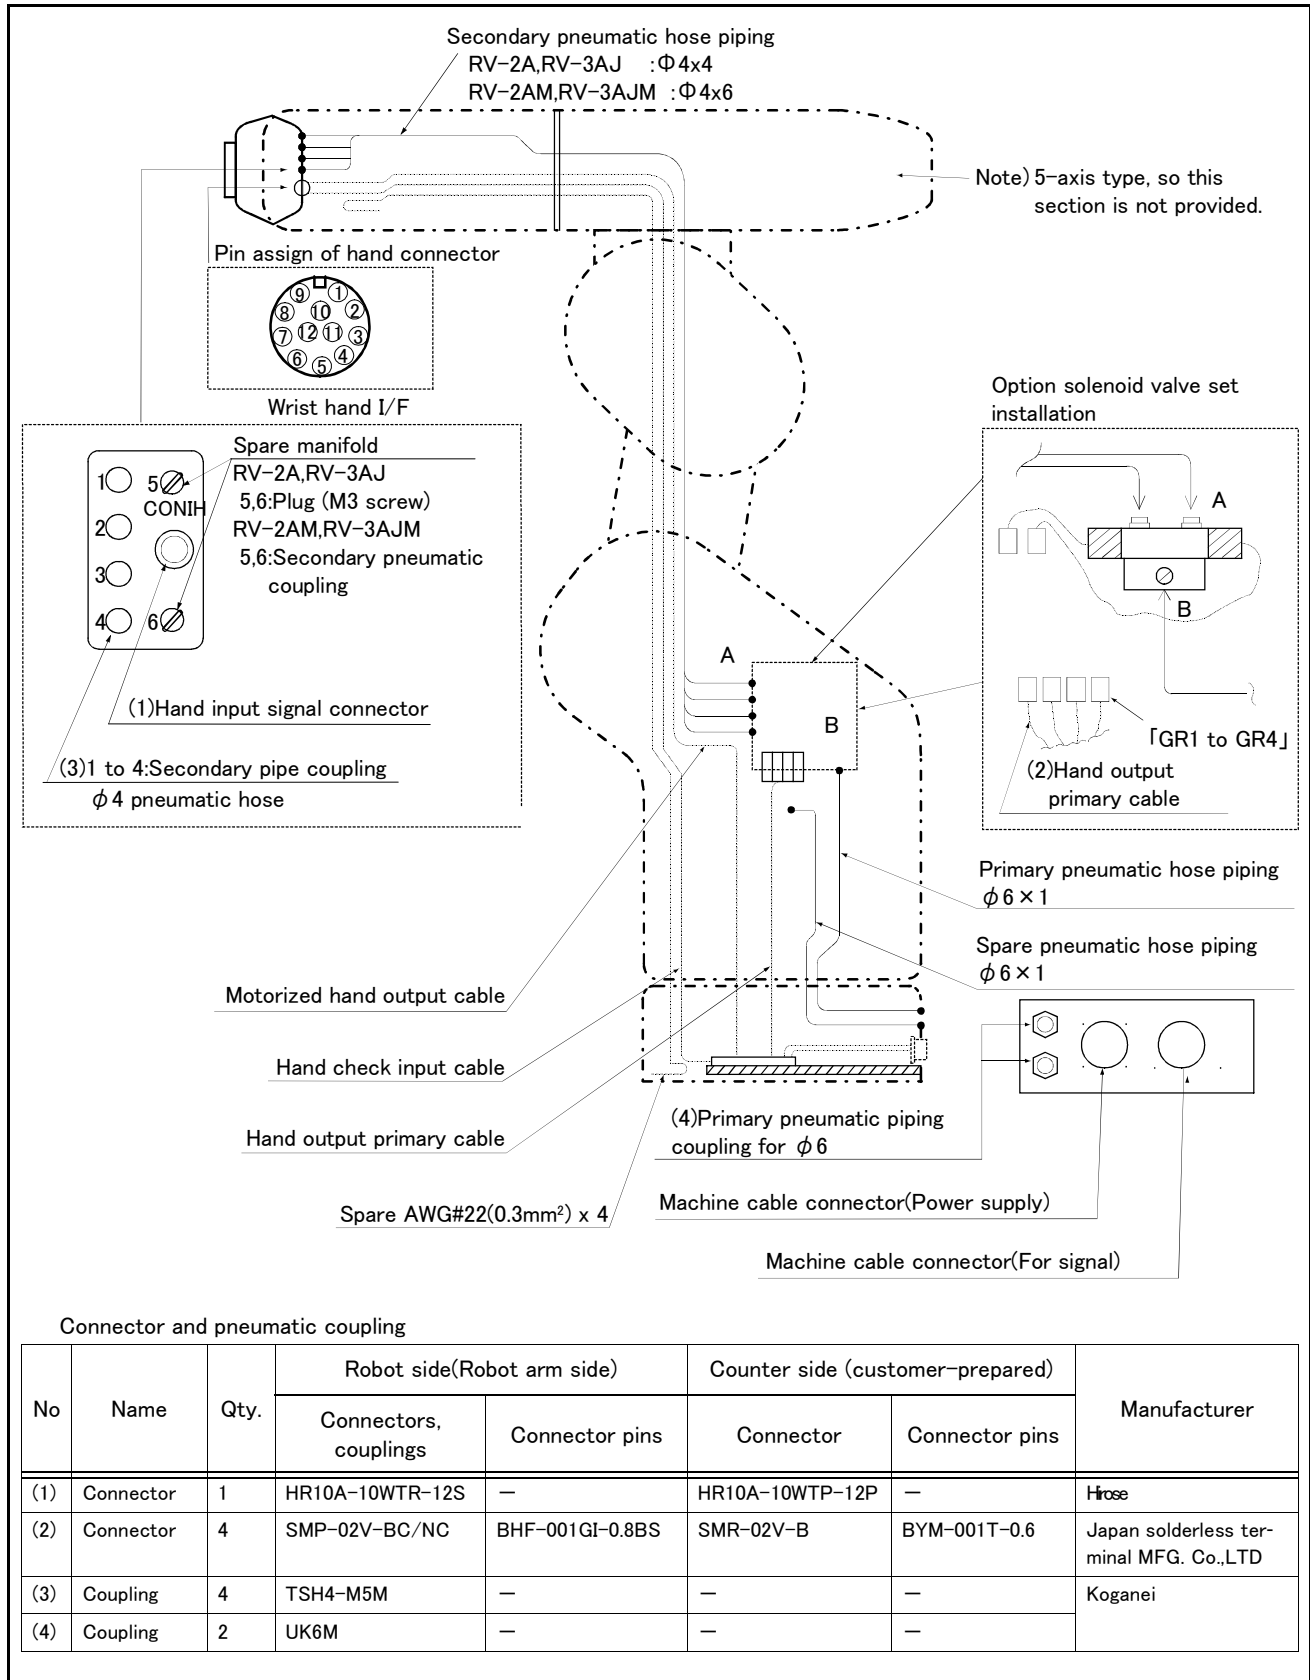 Secondary pneumatic hose piping
RV-2A,RV-3AJ :Φ4x4
RV-2AM,RV-3AJM :Φ4x6
Note) 5-axis type, so this
section is not provided.
Pin assign of hand connector
9 1
8 10 2
7 12 11 3
6 5 4
Wrist hand I/F
Option solenoid valve set
installation
A
B
「GR1 to GR4」
(2)Hand output
primary cable
Spare manifold
RV-2A,RV-3AJ
5,6:Plug (M3 screw)
RV-2AM,RV-3AJM
5,6:Secondary pneumatic
coupling
1 5
CONIH
2
3
4 6
(1)Hand input signal connector
(3)1 to 4:Secondary pipe coupling
φ4 pneumatic hose
A
B
Primary pneumatic hose piping
φ6×1
Spare pneumatic hose piping
φ6×1
Motorized hand output cable
Hand check input cable
Hand output primary cable
Spare AWG#22(0.3mm²) x 4
(4)Primary pneumatic piping
coupling for φ6
Machine cable connector(Power supply)
Machine cable connector(For signal)
Connector and pneumatic coupling
No Name Qty. Robot side(Robot arm side) Counter side (customer-prepared) Manufacturer
Connectors, couplings Connector pins Connector Connector pins
(1) Connector 1 HR10A-10WTR-12S — HR10A-10WTP-12P — Hirose
(2) Connector 4 SMP-02V-BC/NC BHF-001GI-0.8BS SMR-02V-B BYM-001T-0.6 Japan solderless ter-
minal MFG. Co.,LTD
(3) Coupling 4 TSH4-M5M — — — Koganei
(4) Coupling 2 UK6M — — —